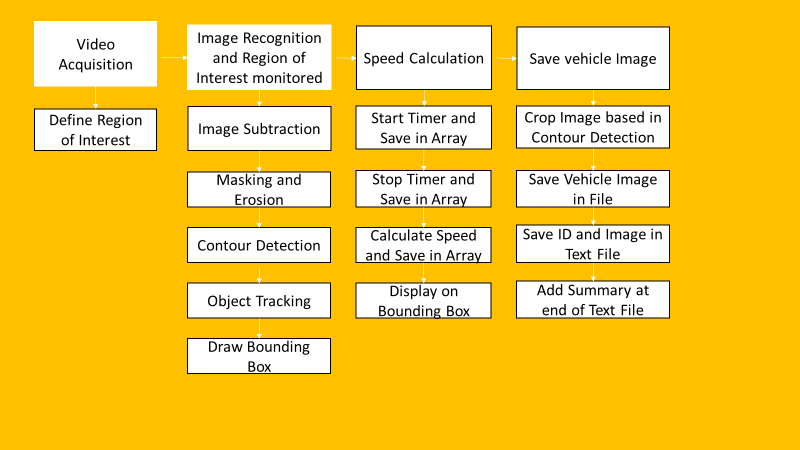 Video
Acquisition
Define Region
of Interest
Image Recognition
and Region of
Interest monitored
Image Subtraction
Masking and
Erosion
Contour Detection
Object Tracking
Draw Bounding
Box
Speed Calculation
Start Timer and
Save in Array
Stop Timer and
Save in Array
Calculate Speed
and Save in Array
Display on
Bounding Box
Save vehicle Image
Crop Image based in
Contour Detection
Save Vehicle Image
in File
Save ID and Image in
Text File
Add Summary at
end of Text File